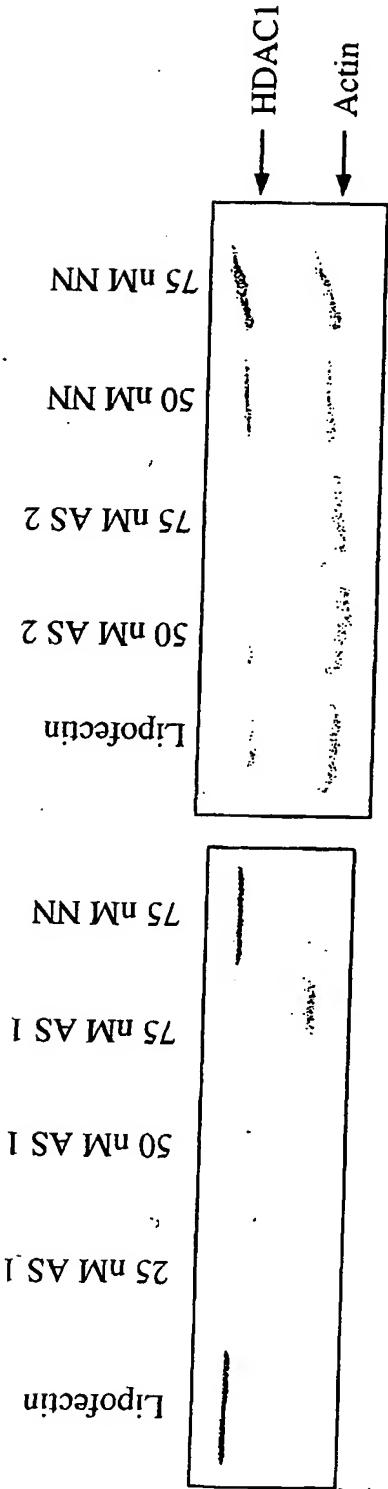 HDAC1
Actin
75 nM NN
50 nM NN
75 nM AS 2
50 nM AS 2
Lipofectin
75 nM NN
75 nM AS 1
50 nM AS 1
25 nM AS 1
Lipofectin